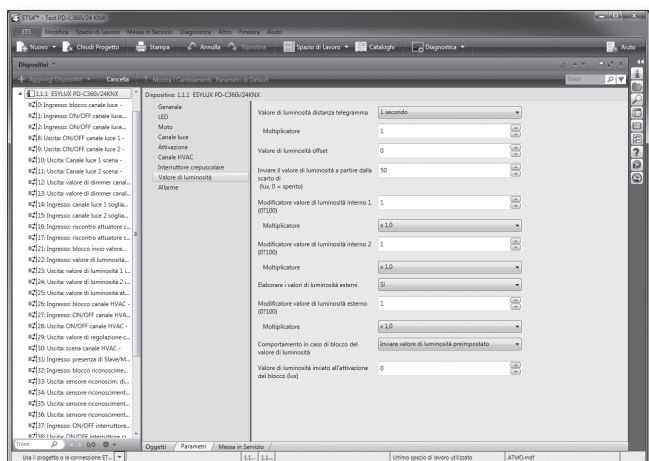 ETS4™ - Test PD-C360i/24 KNX
ETS Modifica Spazio di Lavoro Messa in Servizio Diagnostica Altro Finestra Aiuto
Nuovo Chiudi Progetto Stampa Annulla Ripristina Spazio di Lavoro Cataloghi Diagnostica Aiuto
Dispositivi
Aggiungi Dispositivi Cancella Mostra i Cambiamenti Parametri di Default Trova
1.1.1 ESYLUX PD-C360i/24KNX
0: Ingresso: blocco canale luce -
1: Ingresso: ON/OFF canale luce...
2: Ingresso: ON/OFF canale luce...
8: Uscita: ON/OFF canale luce 1 -
9: Uscita: ON/OFF canale luce 2 -
10: Uscita: Canale luce 1 scena -
11: Uscita: Canale luce 2 scena -
12: Uscita: valore di dimmer canal...
13: Uscita: valore di dimmer canal...
14: Ingresso: canale luce 1 soglia...
15: Ingresso: canale luce 2 soglia...
16: Ingresso: riscontro attuatore c...
17: Ingresso: riscontro attuatore c...
21: Ingresso: blocco invio valore...
22: Ingresso: valore di luminosità...
23: Uscita: valore di luminosità 1 i...
24: Uscita: valore di luminosità 2 i...
25: Uscita: valore di luminosità at...
26: Ingresso: blocco canale HVAC -
27: Ingresso: ON/OFF canale HVA...
28: Uscita: ON/OFF canale HVAC -
29: Uscita: valore di regolazione c...
30: Uscita: scena canale HVAC -
31: Ingresso: presenza di Slave/M...
32: Ingresso: blocco riconoscime...
33: Uscita: sensore riconoscim. di...
34: Uscita: sensore riconosciment...
35: Uscita: sensore riconosciment...
36: Uscita: sensore riconosciment...
37: Ingresso: ON/OFF interruttore...
38: Uscita: ON/OFF interruttore cr...
Trova 0/0
Dispositivo: 1.1.1 ESYLUX PD-C360i/24KNX
Generale
LED
Moto
Canale luce
Attivazione
Canale HVAC
Interruttore crepuscolare
Valore di luminosità
Allarme
Valore di luminosità distanza telegramma 1 secondo
Moltiplicatore 1
Valore di luminosità offset 0
Inviare il valore di luminosità a partire dalla 50
scarto di
(lux, 0 = spento)
Modificatore valore di luminosità interno 1 1
(0?100)
Moltiplicatore x 1,0
Modificatore valore di luminosità interno 2 1
(0?100)
Moltiplicatore x 1,0
Elaborare i valori di luminosità esterni Sì
Modificatore valore di luminosità esterno 1
(0?100)
Moltiplicatore x 1,0
Comportamento in caso di blocco del Inviare valore di luminosità preimpostato
valore di luminosità
Valore di luminosità inviato all'attivazione 0
del blocco (lux)
Oggetti Parametri Messa in Servizio
Usa il progetto o la connessione ET... 1.1... 1.1... Ultimo spazio di lavoro utilizzato ATMO.mdf